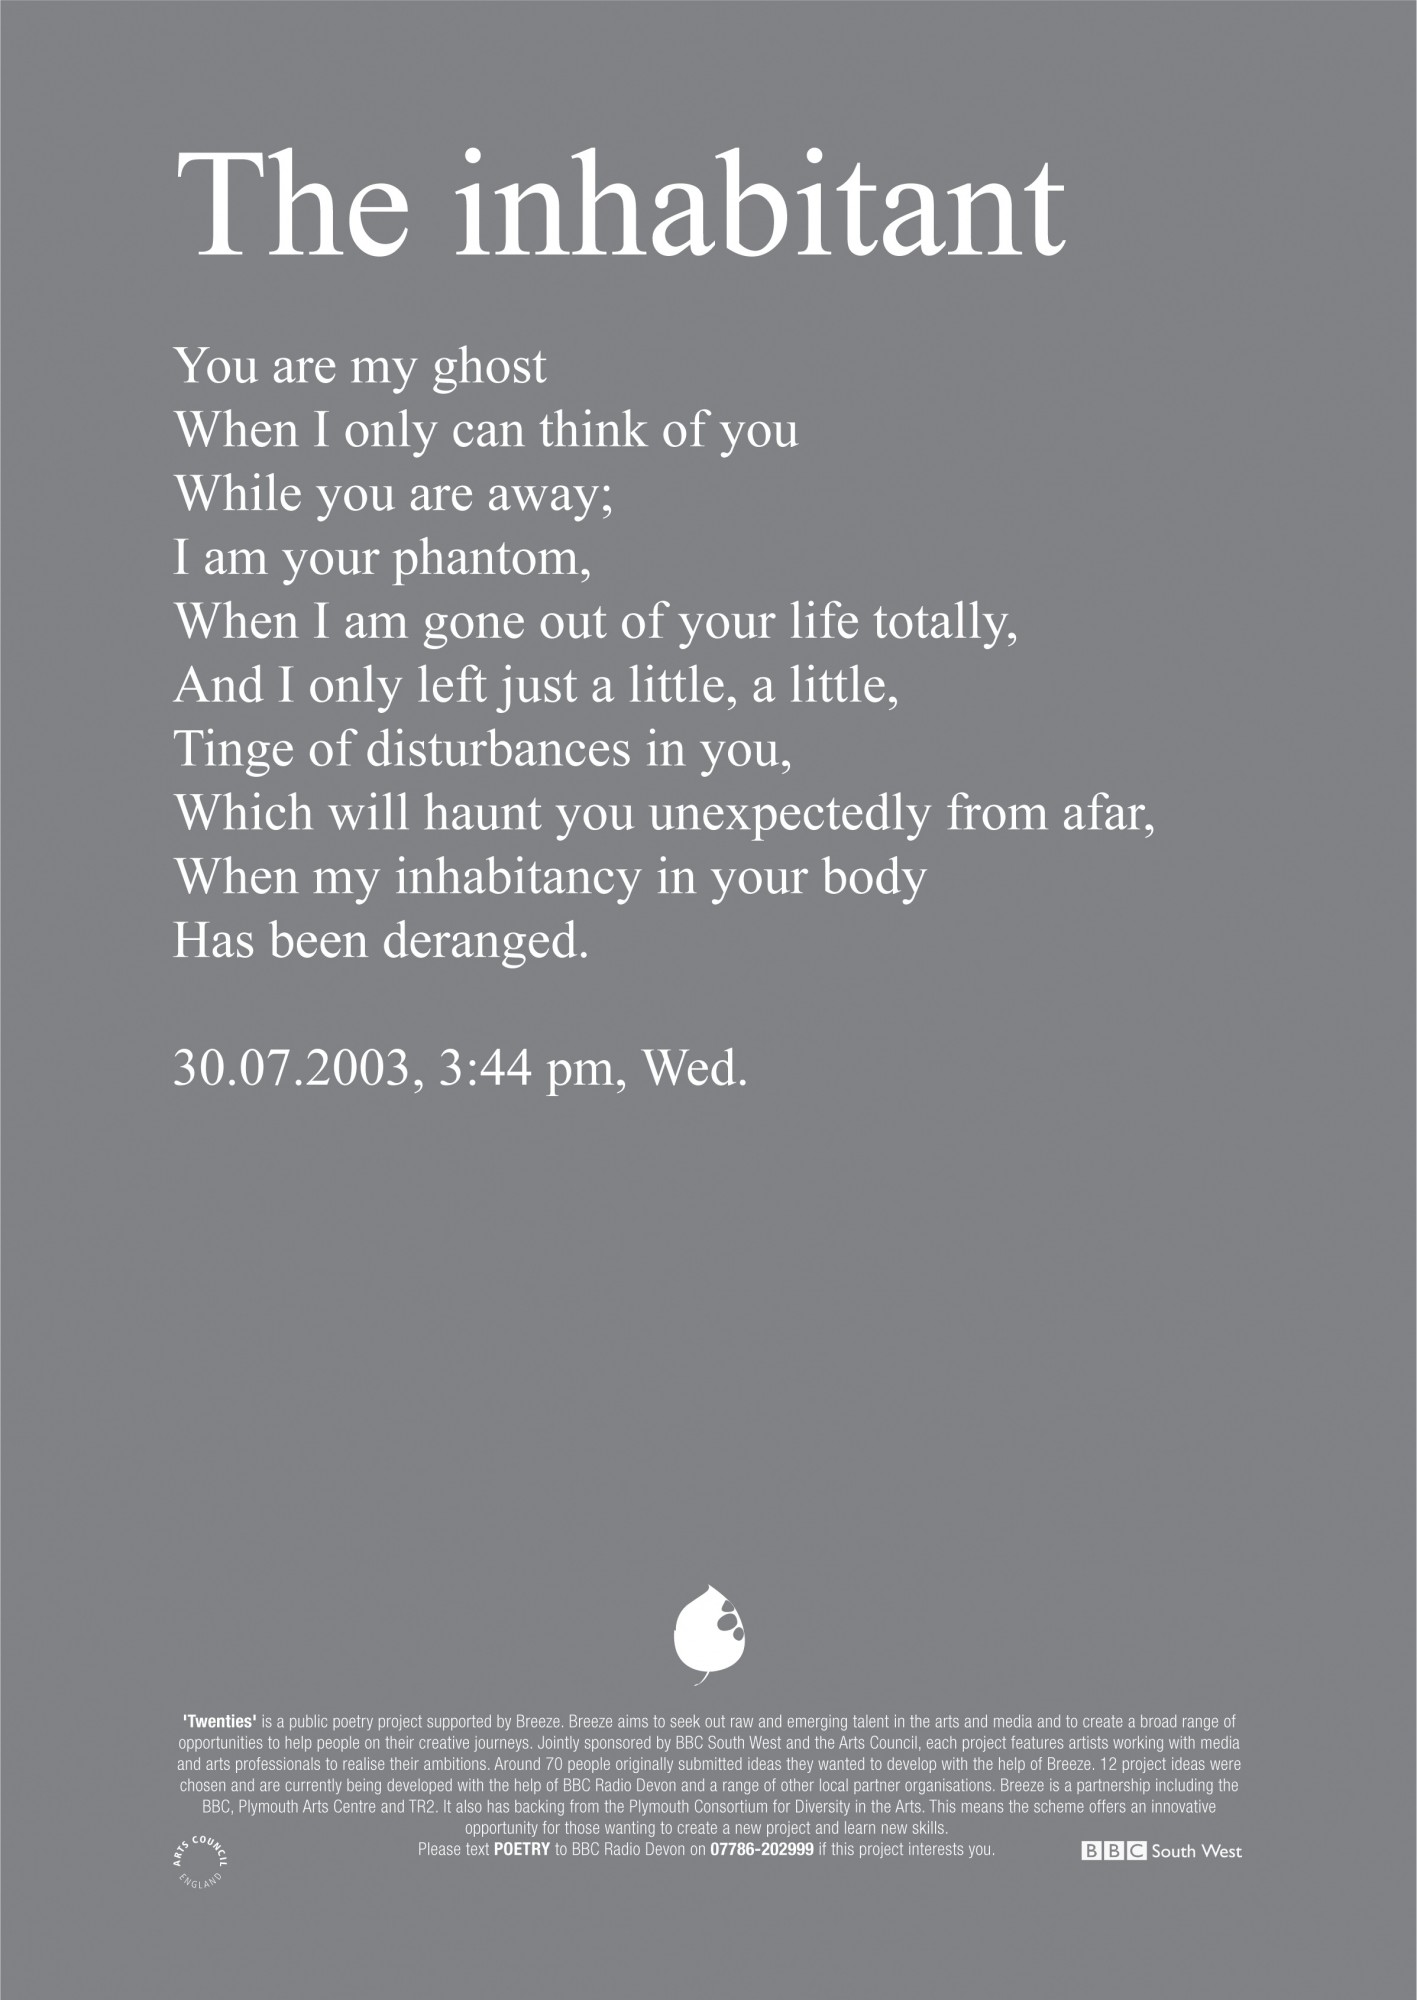 The inhabitant
You are my ghost
When I only can think of you
While you are away;
I am your phantom,
When I am gone out of your life totally,
And I only left just a little, a little,
Tinge of disturbances in you,
Which will haunt you unexpectedly from afar,
When my inhabitancy in your body
Has been deranged.
30.07.2003, 3:44 pm, Wed.
'Twenties' is a public poetry project supported by Breeze. Breeze aims to seek out raw and emerging talent in the arts and media and to create a broad range of
opportunities to help people on their creative journeys. Jointly sponsored by BBC South West and the Arts Council, each project features artists working with media
and arts professionals to realise their ambitions. Around 70 people originally submitted ideas they wanted to develop with the help of Breeze. 12 project ideas were
chosen and are currently being developed with the help of BBC Radio Devon and a range of other local partner organisations. Breeze is a partnership including the
BBC, Plymouth Arts Centre and TR2. It also has backing from the Plymouth Consortium for Diversity in the Arts. This means the scheme offers an innovative
opportunity for those wanting to create a new project and learn new skills.
Please text POETRY to BBC Radio Devon on 07786-202999 if this project interests you.
ARTS COUNCIL
ENGLAND
BBC South West